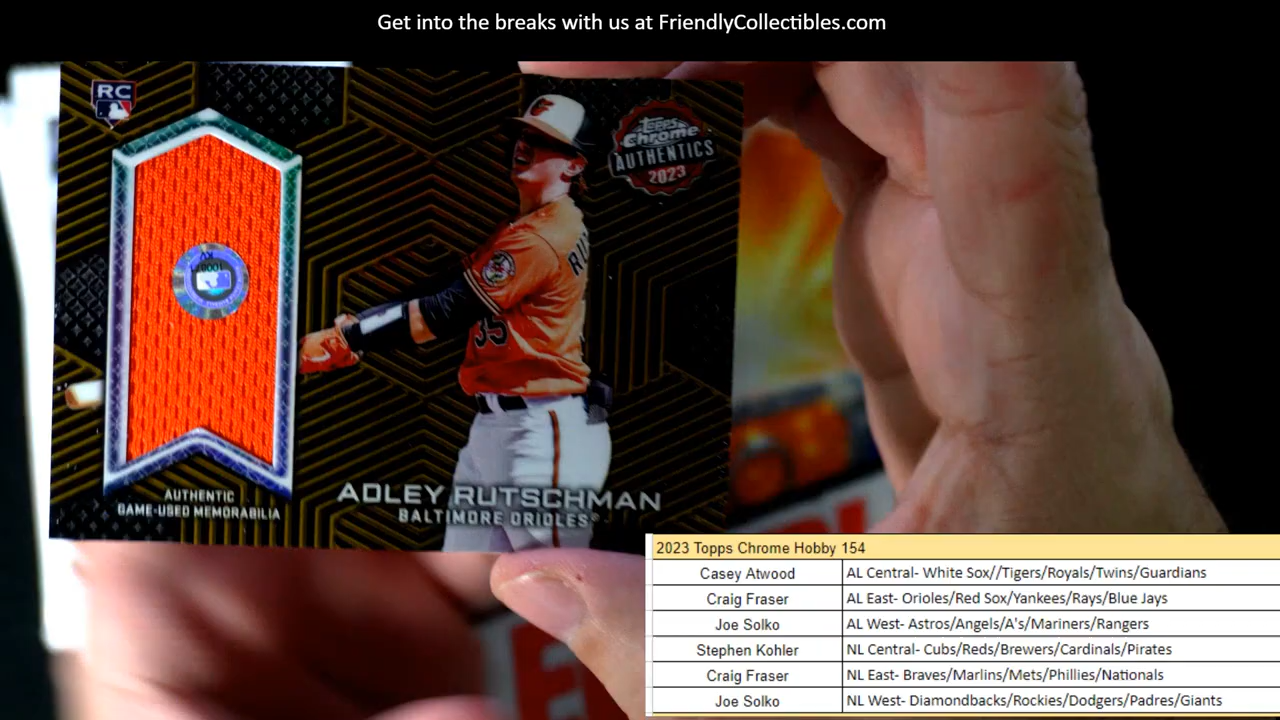 Get into the breaks with us at FriendlyCollectibles.com
RC
Topps
Chrome
AUTHENTICS
2023
35
AUTHENTIC
GAME-USED MEMORABILIA
ADLEY RUTSCHMAN
BALTIMORE ORIOLES
2023 Topps Chrome Hobby 154
Casey Atwood AL Central- White Sox//Tigers/Royals/Twins/Guardians
Craig Fraser AL East- Orioles/Red Sox/Yankees/Rays/Blue Jays
Joe Solko AL West- Astros/Angels/A's/Mariners/Rangers
Stephen Kohler NL Central- Cubs/Reds/Brewers/Cardinals/Pirates
Craig Fraser NL East- Braves/Marlins/Mets/Phillies/Nationals
Joe Solko NL West- Diamondbacks/Rockies/Dodgers/Padres/Giants